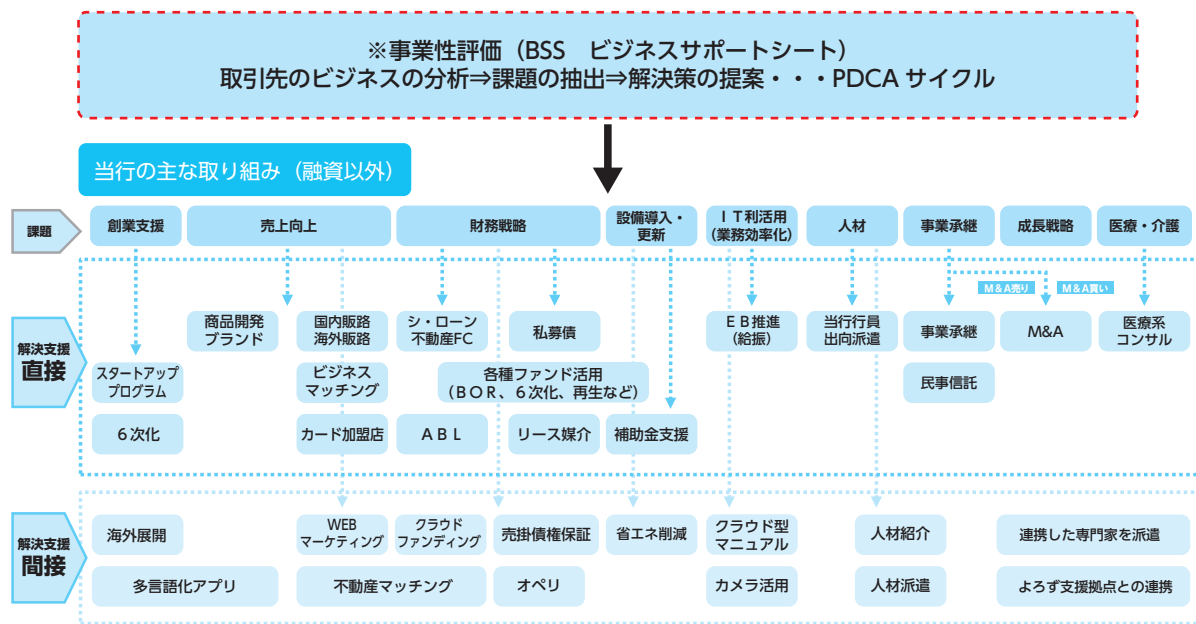 ※事業性評価（BSS　ビジネスサポートシート）
取引先のビジネスの分析⇒課題の抽出⇒解決策の提案・・・PDCA サイクル
当行の主な取り組み（融資以外）
課題
創業支援
売上向上
財務戦略
設備導入・
更新
ＩＴ利活用
（業務効率化）
人材
事業承継
成長戦略
医療・介護
M&A売り
M&A買い
解決支援
直接
商品開発
ブランド
国内販路
海外販路
シ・ローン
不動産FC
私募債
ＥＢ推進
（給振）
当行行員
出向派遣
事業承継
M&A
医療系
コンサル
スタートアップ
プログラム
ビジネス
マッチング
各種ファンド活用
（ＢＯＲ、６次化、再生など）
民事信託
６次化
カード加盟店
ＡＢＬ
リース媒介
補助金支援
解決支援
間接
海外展開
WEB
マーケティング
クラウド
ファンディング
売掛債権保証
省エネ削減
クラウド型
マニュアル
人材紹介
連携した専門家を派遣
多言語化アプリ
不動産マッチング
オペリ
カメラ活用
人材派遣
よろず支援拠点との連携